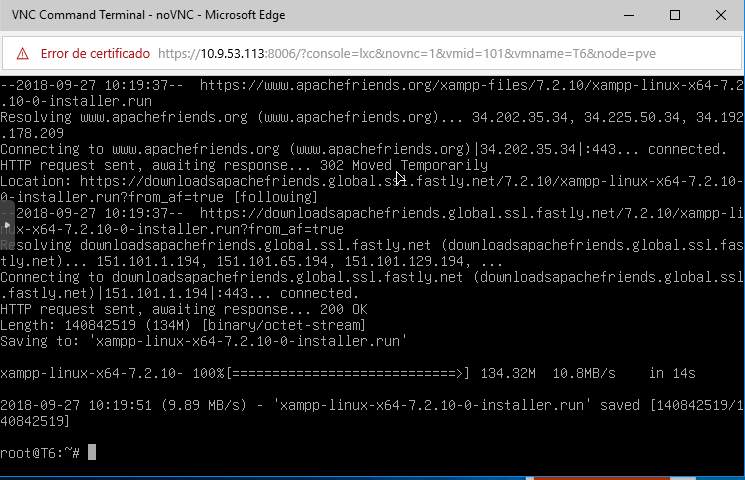 VNC Command Terminal - noVNC - Microsoft Edge
Error de certificado https://10.9.53.113:8006/?console=lxc&novnc=1&vmid=101&vmname=T6&node=pve
--2018-09-27 10:19:37--  https://www.apachefriends.org/xampp-files/7.2.10/xampp-linux-x64-7.2
.10-0-installer.run
Resolving www.apachefriends.org (www.apachefriends.org)... 34.202.35.34, 34.225.50.34, 34.192
.178.209
Connecting to www.apachefriends.org (www.apachefriends.org)|34.202.35.34|:443... connected.
HTTP request sent, awaiting response... 302 Moved Temporarily
Location: https://downloadsapachefriends.global.ssl.fastly.net/7.2.10/xampp-linux-x64-7.2.10-
0-installer.run?from_af=true [following]
--2018-09-27 10:19:37--  https://downloadsapachefriends.global.ssl.fastly.net/7.2.10/xampp-li
nux-x64-7.2.10-0-installer.run?from_af=true
Resolving downloadsapachefriends.global.ssl.fastly.net (downloadsapachefriends.global.ssl.fas
tly.net)... 151.101.1.194, 151.101.65.194, 151.101.129.194, ...
Connecting to downloadsapachefriends.global.ssl.fastly.net (downloadsapachefriends.global.ssl
.fastly.net)|151.101.1.194|:443... connected.
HTTP request sent, awaiting response... 200 OK
Length: 140842519 (134M) [binary/octet-stream]
Saving to: 'xampp-linux-x64-7.2.10-0-installer.run'
xampp-linux-x64-7.2.10- 100%[============================>] 134.32M  10.8MB/s    in 14s
2018-09-27 10:19:51 (9.89 MB/s) - 'xampp-linux-x64-7.2.10-0-installer.run' saved [140842519/1
40842519]
root@T6:~#